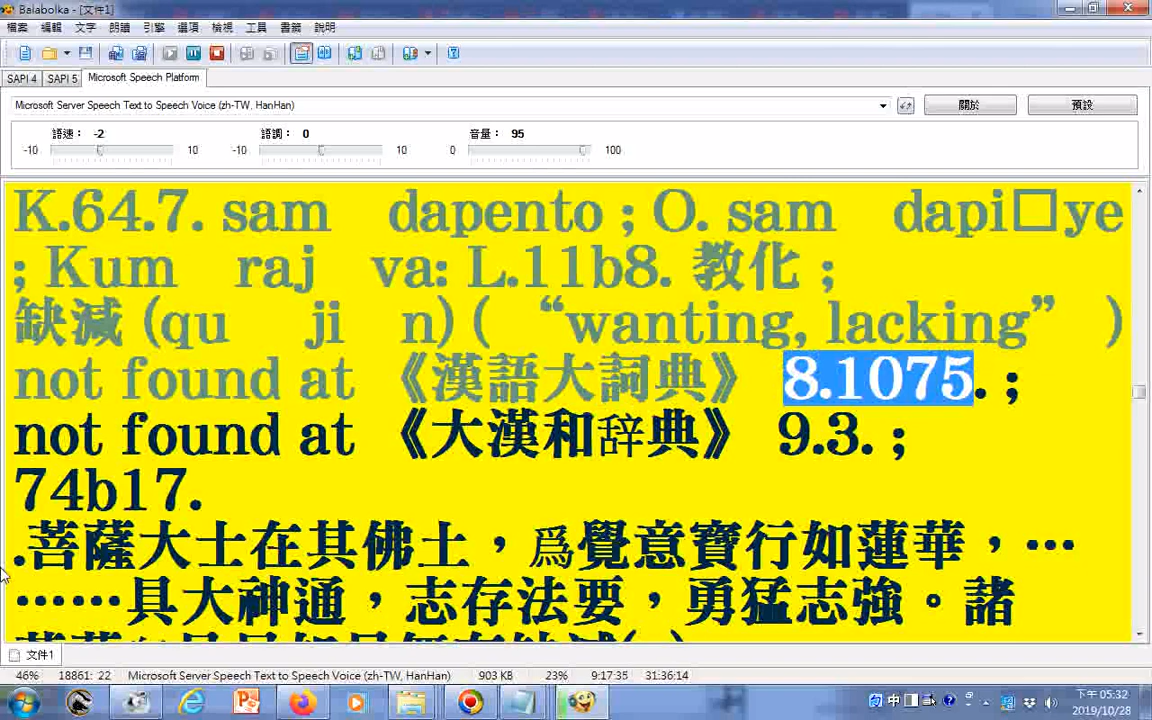 Balabolka - [文件1]
檔案 編輯 文字 朗讀 引擎 選項 檢視 工具 書籤 說明
SAPI 4 SAPI 5 Microsoft Speech Platform
Microsoft Server Speech Text to Speech Voice (zh-TW, HanHan) 關於 預設
語速： -2 語調： 0 音量： 95
-10 10 -10 10 0 100
K.64.7. sam dapento ; O. sam dapi□ye
; Kum raj va: L.11b8. 教化 ;
缺減 (qu ji n) ( “wanting, lacking” )
not found at 《漢語大詞典》 8.1075. ;
not found at 《大漢和辞典》 9.3. ;
74b17.
.菩薩大士在其佛土，爲覺意寶行如蓮華，…
……具大神通，志存法要，勇猛志強。諸
文件1
46% 18861: 22 Microsoft Server Speech Text to Speech Voice (zh-TW, HanHan) 903 KB 23% 9:17:35 31:36:14
中
下午 05:32
2019/10/28